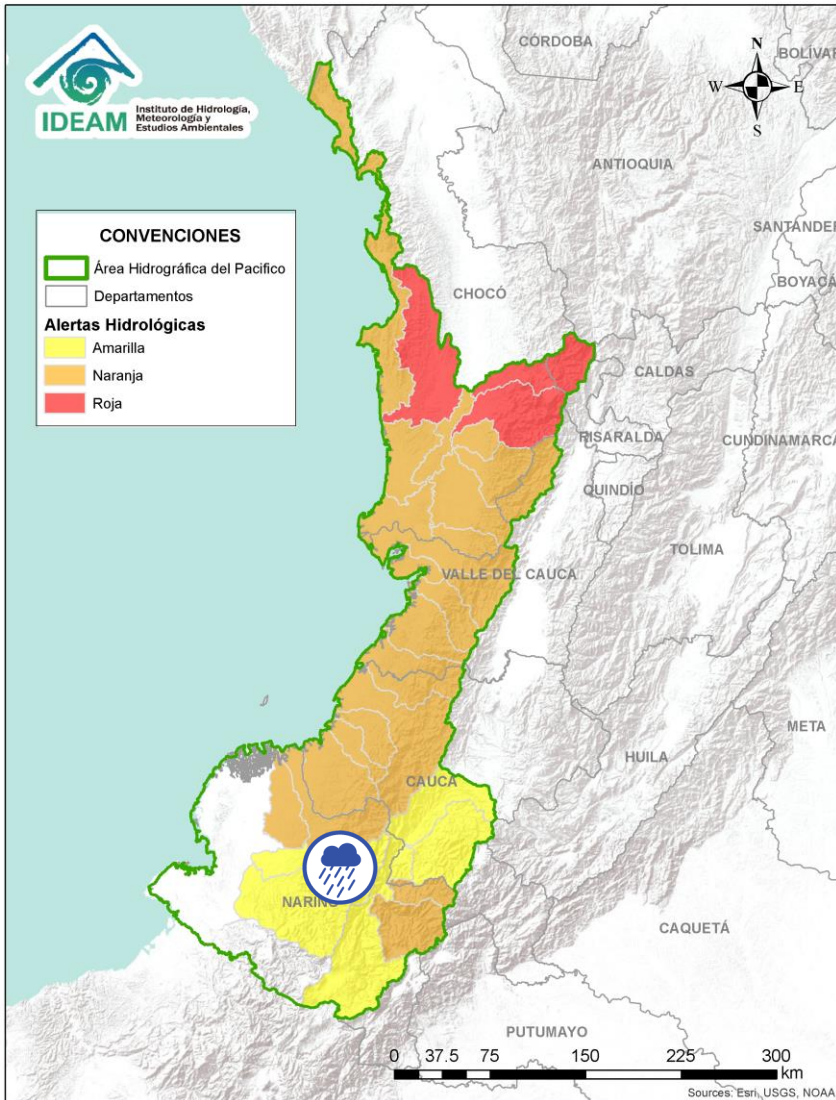 IDEAM
Instituto de Hidrología,
Meteorología y
Estudios Ambientales
N
W
E
S
CÓRDOBA
BOLÍVAR
ANTIOQUIA
SANTANDER
BOYACÁ
CHOCÓ
CALDAS
RISARALDA
CUNDINAMARCA
QUINDÍO
TOLIMA
VALLE DEL CAUCA
META
HUILA
CAUCA
NARIÑO
CAQUETÁ
PUTUMAYO
CONVENCIONES
Área Hidrográfica del Pacifico
Departamentos
Alertas Hidrológicas
Amarilla
Naranja
Roja
0 37.5 75 150 225 300
km
Sources: Esri, USGS, NOAA